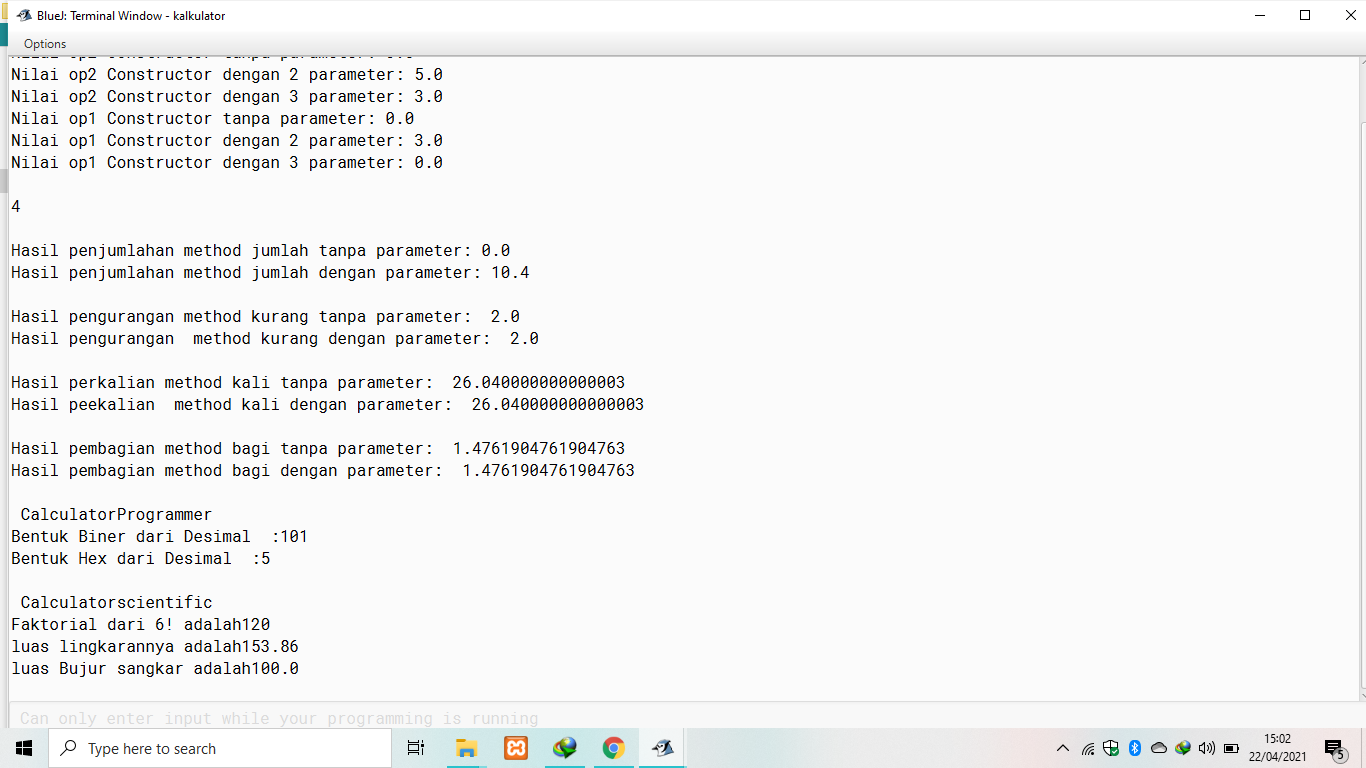 BlueJ: Terminal Window - kalkulator
Options
Nilai op2 Constructor tanpa parameter: 0.0
Nilai op2 Constructor dengan 2 parameter: 5.0
Nilai op2 Constructor dengan 3 parameter: 3.0
Nilai op1 Constructor tanpa parameter: 0.0
Nilai op1 Constructor dengan 2 parameter: 3.0
Nilai op1 Constructor dengan 3 parameter: 0.0
4
Hasil penjumlahan method jumlah tanpa parameter: 0.0
Hasil penjumlahan method jumlah dengan parameter: 10.4
Hasil pengurangan method kurang tanpa parameter:  2.0
Hasil pengurangan  method kurang dengan parameter:  2.0
Hasil perkalian method kali tanpa parameter:  26.040000000000003
Hasil peekalian  method kali dengan parameter:  26.040000000000003
Hasil pembagian method bagi tanpa parameter:  1.4761904761904763
Hasil pembagian method bagi dengan parameter:  1.4761904761904763
CalculatorProgrammer
Bentuk Biner dari Desimal  :101
Bentuk Hex dari Desimal  :5
Calculatorscientific
Faktorial dari 6! adalah120
luas lingkarannya adalah153.86
luas Bujur sangkar adalah100.0
Can only enter input while your programming is running
Type here to search
15:02
22/04/2021
5